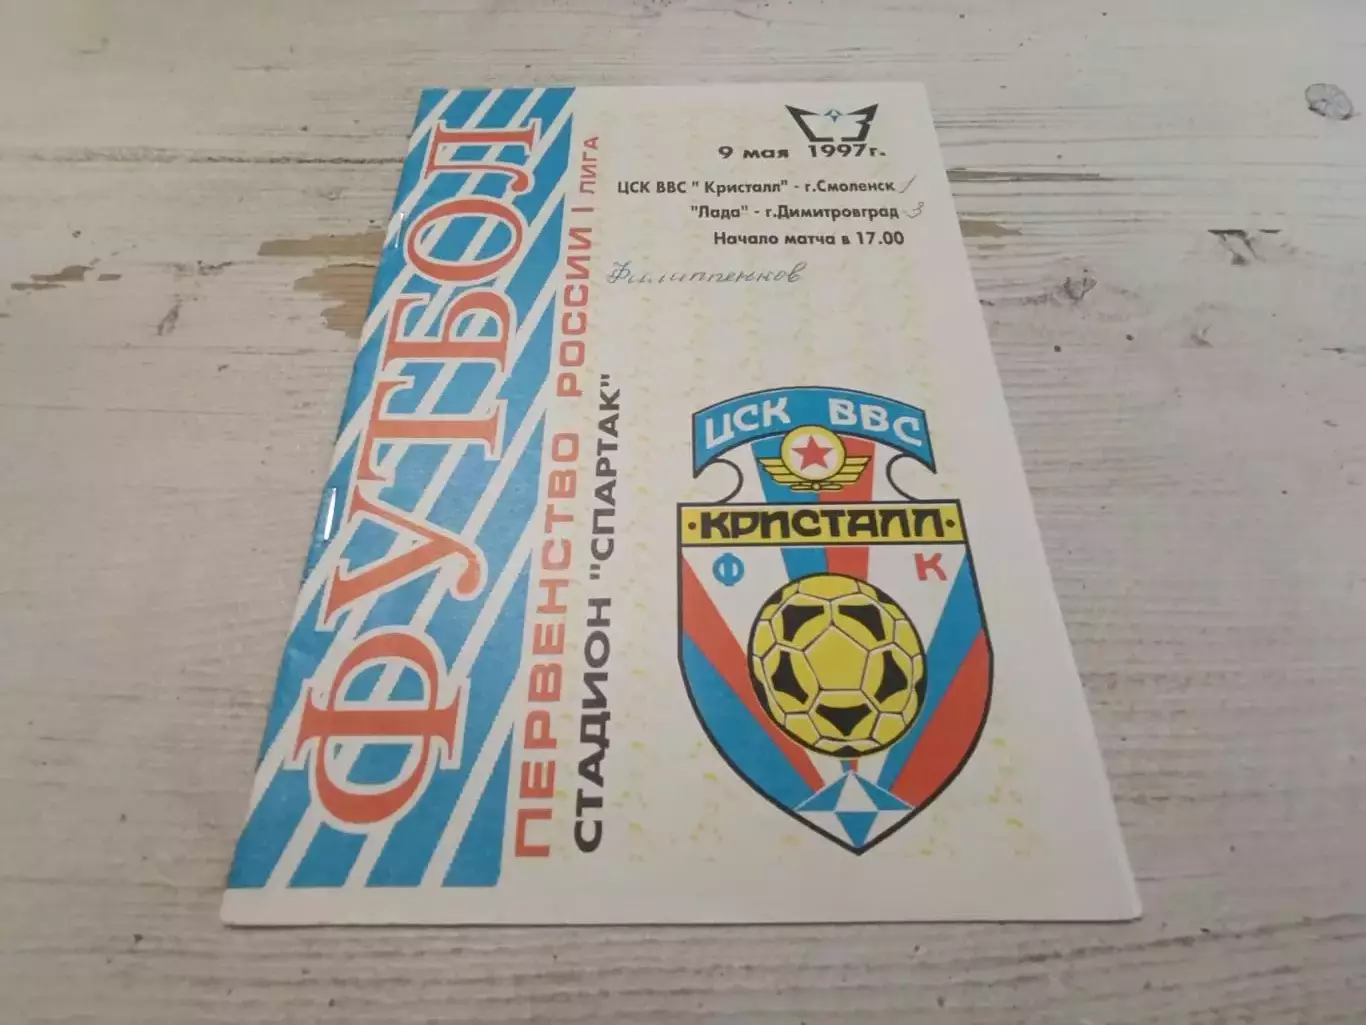 ФУТБОЛ
ПЕРВЕНСТВО РОССИИ I ЛИГА
СТАДИОН "СПАРТАК"
9 мая 1997г.
ЦСК ВВС " Кристалл" - г.Смоленск 1
"Лада" - г.Димитровград 3
Начало матча в 17.00
Филиппенков
ЦСК ВВС
·КРИСТАЛЛ·
Ф К